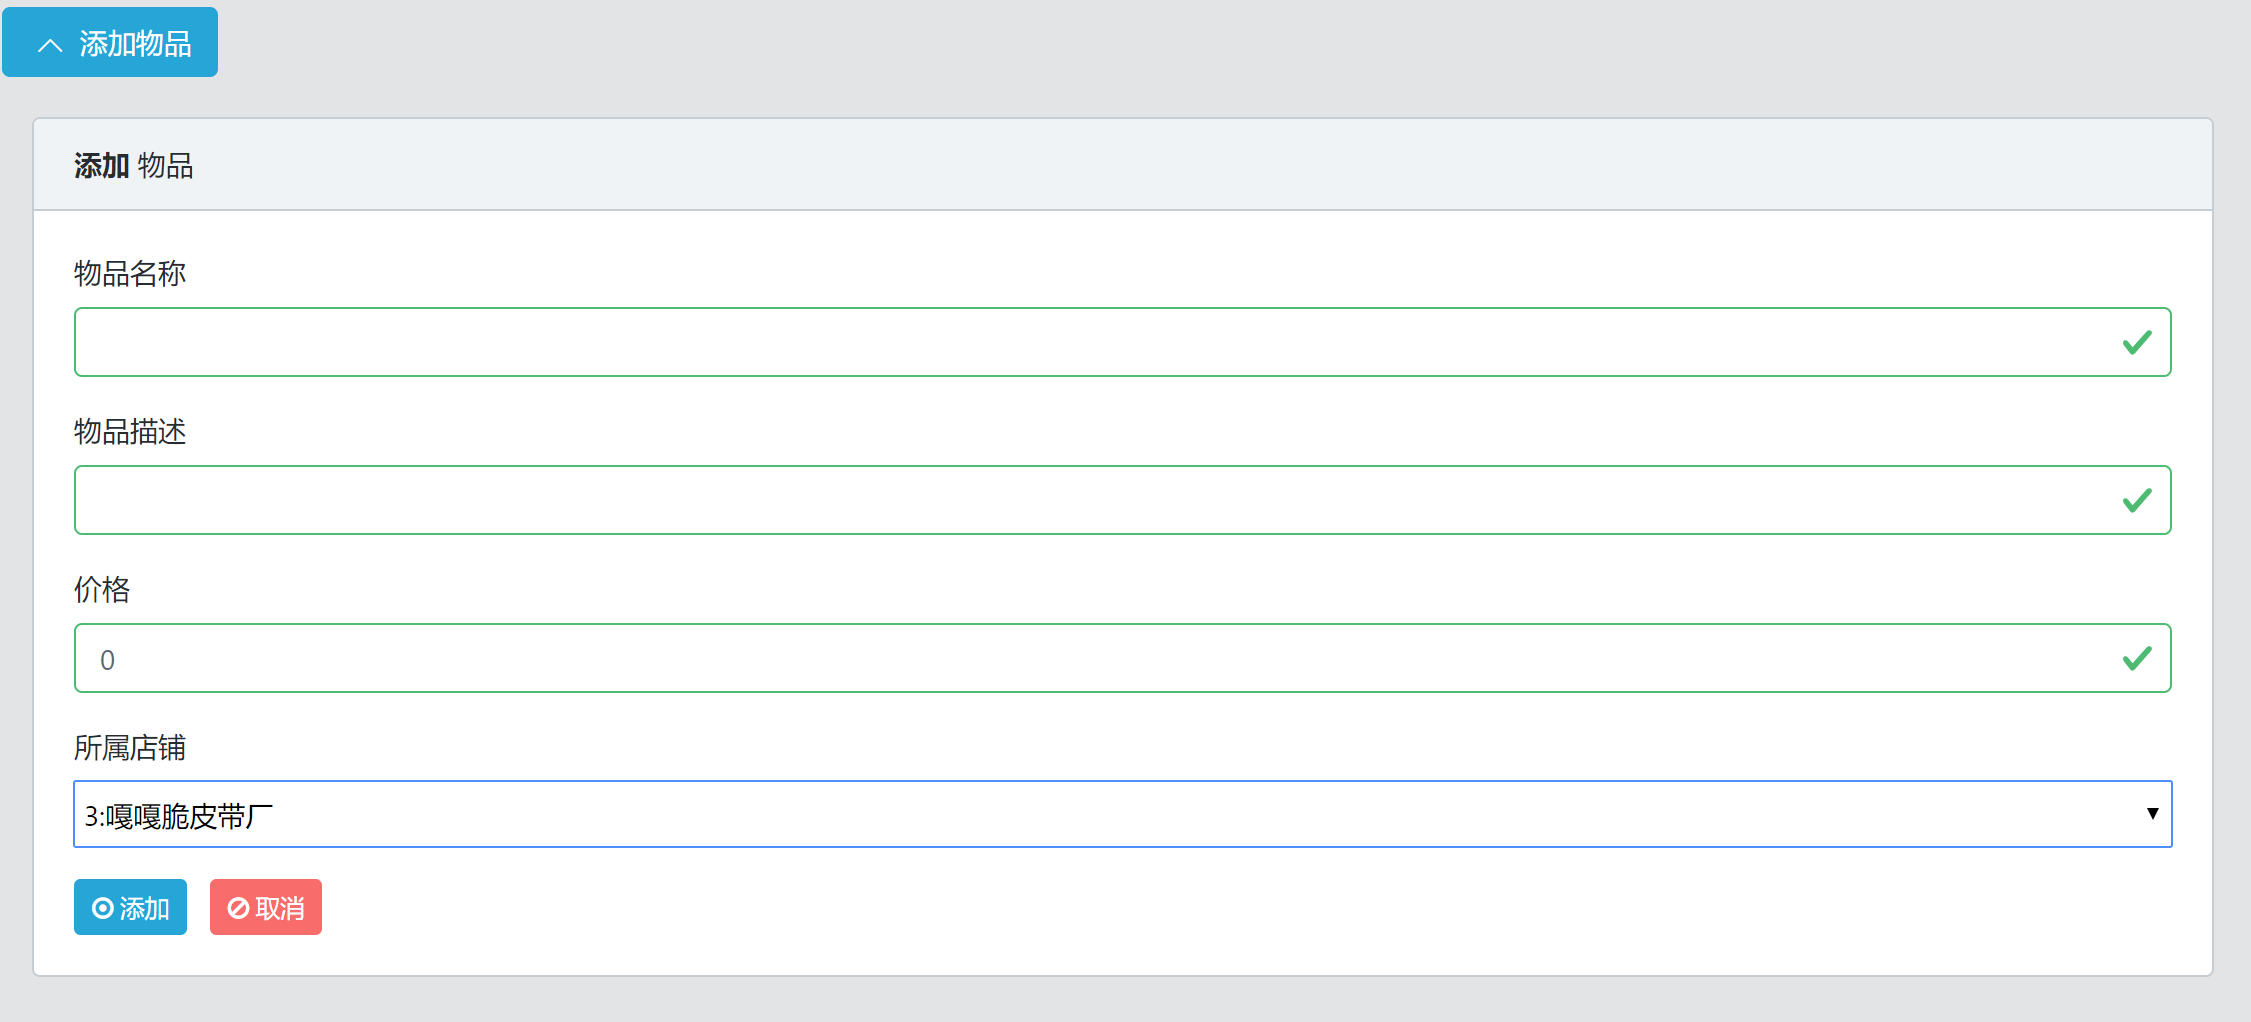 添加物品
添加 物品
物品名称
物品描述
价格
0
所属店铺
3:嘎嘎脆皮带厂
添加 取消